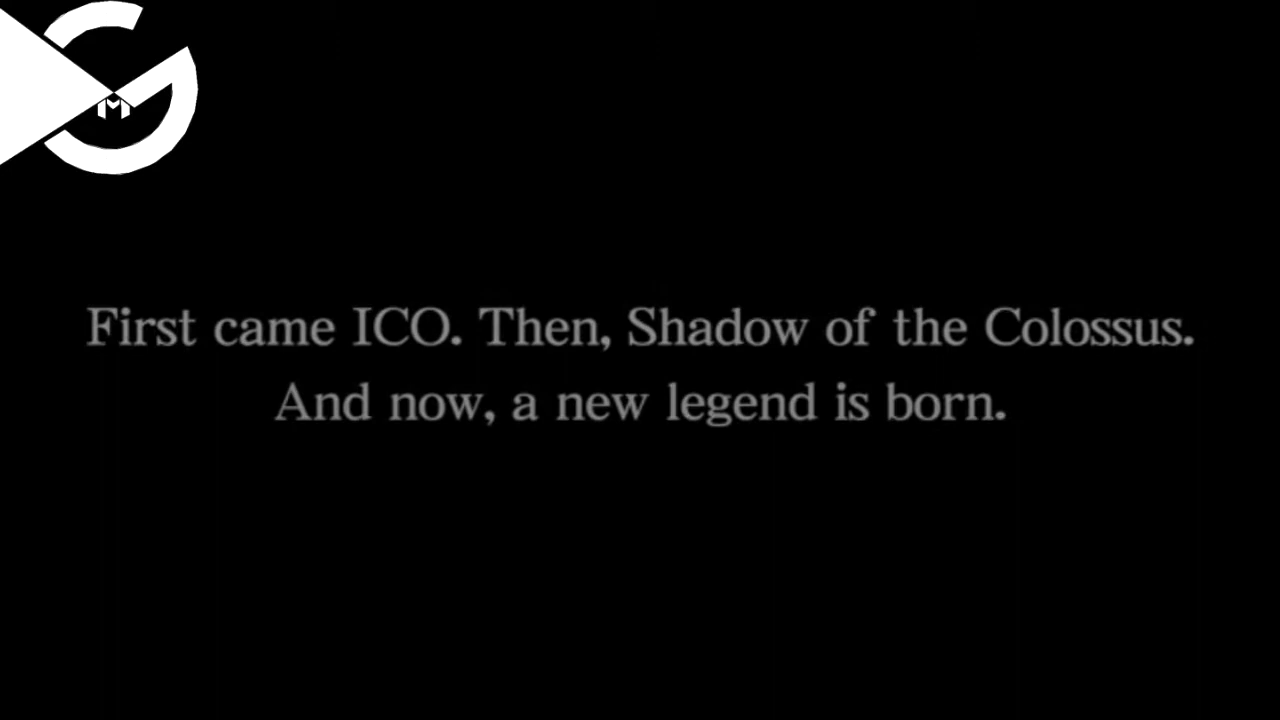 M
First came ICO. Then, Shadow of the Colossus.
And now, a new legend is born.